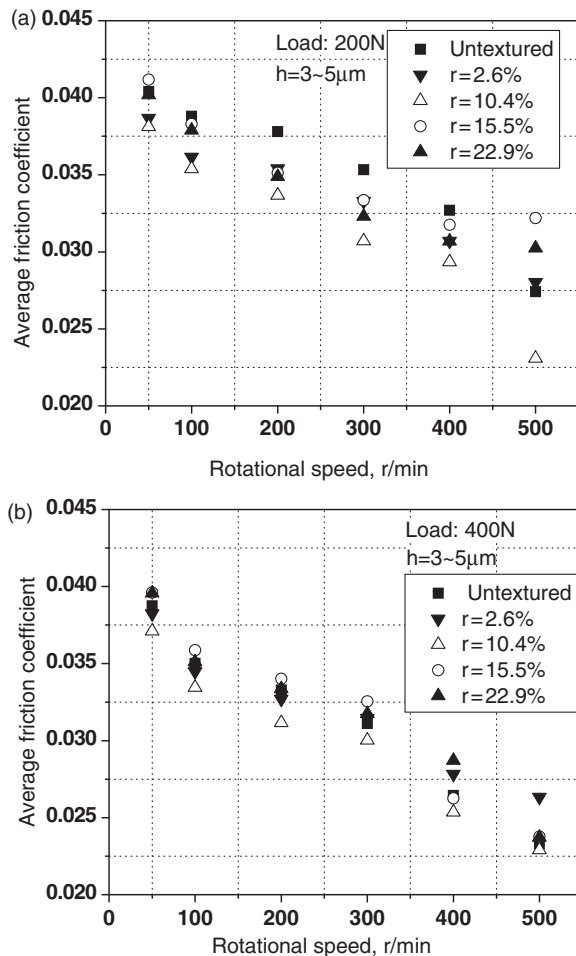 (a)
0.045
0.040
0.035
0.030
0.025
0.020
Average friction coefficient
Load: 200N
h=3~5μm
Untextured
r=2.6%
r=10.4%
r=15.5%
r=22.9%
0 100 200 300 400 500
Rotational speed, r/min
(b)
0.045
0.040
0.035
0.030
0.025
0.020
Average friction coefficient
Load: 400N
h=3~5μm
Untextured
r=2.6%
r=10.4%
r=15.5%
r=22.9%
0 100 200 300 400 500
Rotational speed, r/min